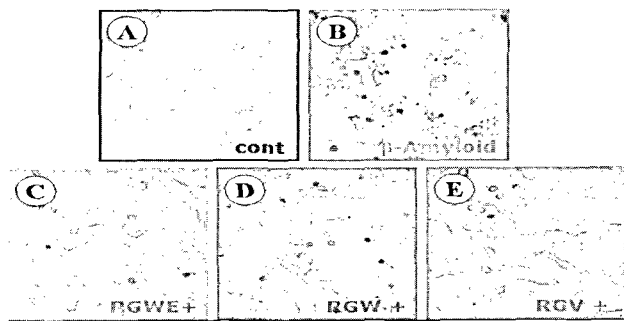 A
B
cont
β-Amyloid
C
D
E
RGWE+
RGW +
RGV +